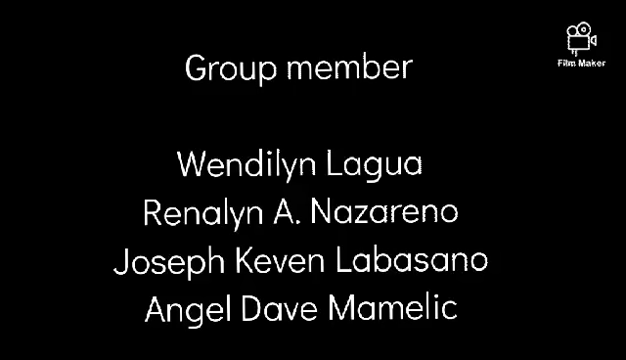 Group member
Film Maker
Wendilyn Lagua
Renalyn A. Nazareno
Joseph Keven Labasano
Angel Dave Mamelic